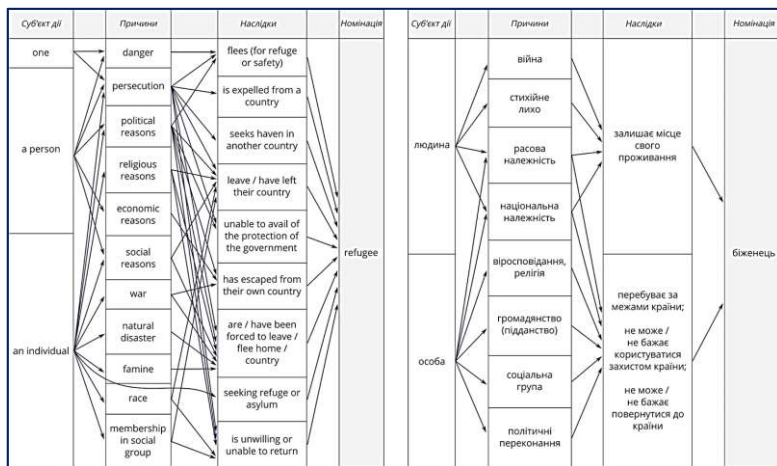 Суб'єкт дії
Причини
Наслідки
Номінація
one
a person
an individual
danger
persecution
political
reasons
religious
reasons
economic
reasons
social
reasons
war
natural
disaster
famine
race
membership
in social
group
flees (for refuge
or safety)
is expelled from a
country
seeks haven in
another country
leave / have left
their country
unable to avail of
the protection of
the government
has escaped from
their own country
are / have been
forced to leave /
flee home /
country
seeking refuge or
asylum
is unwilling or
unable to return
refugee
Суб'єкт дії
Причини
Наслідки
Номінація
людина
особа
війна
стихійне
лихо
расова
належність
національна
належність
віросповідання,
релігія
громадянство
(підданство)
соціальна
група
політичні
переконання
залишає місце
свого
проживання
перебуває за
межами країни;
не може /
не бажає
користуватися
захистом країни;
не може /
не бажає
повернутися до
країни
біженець